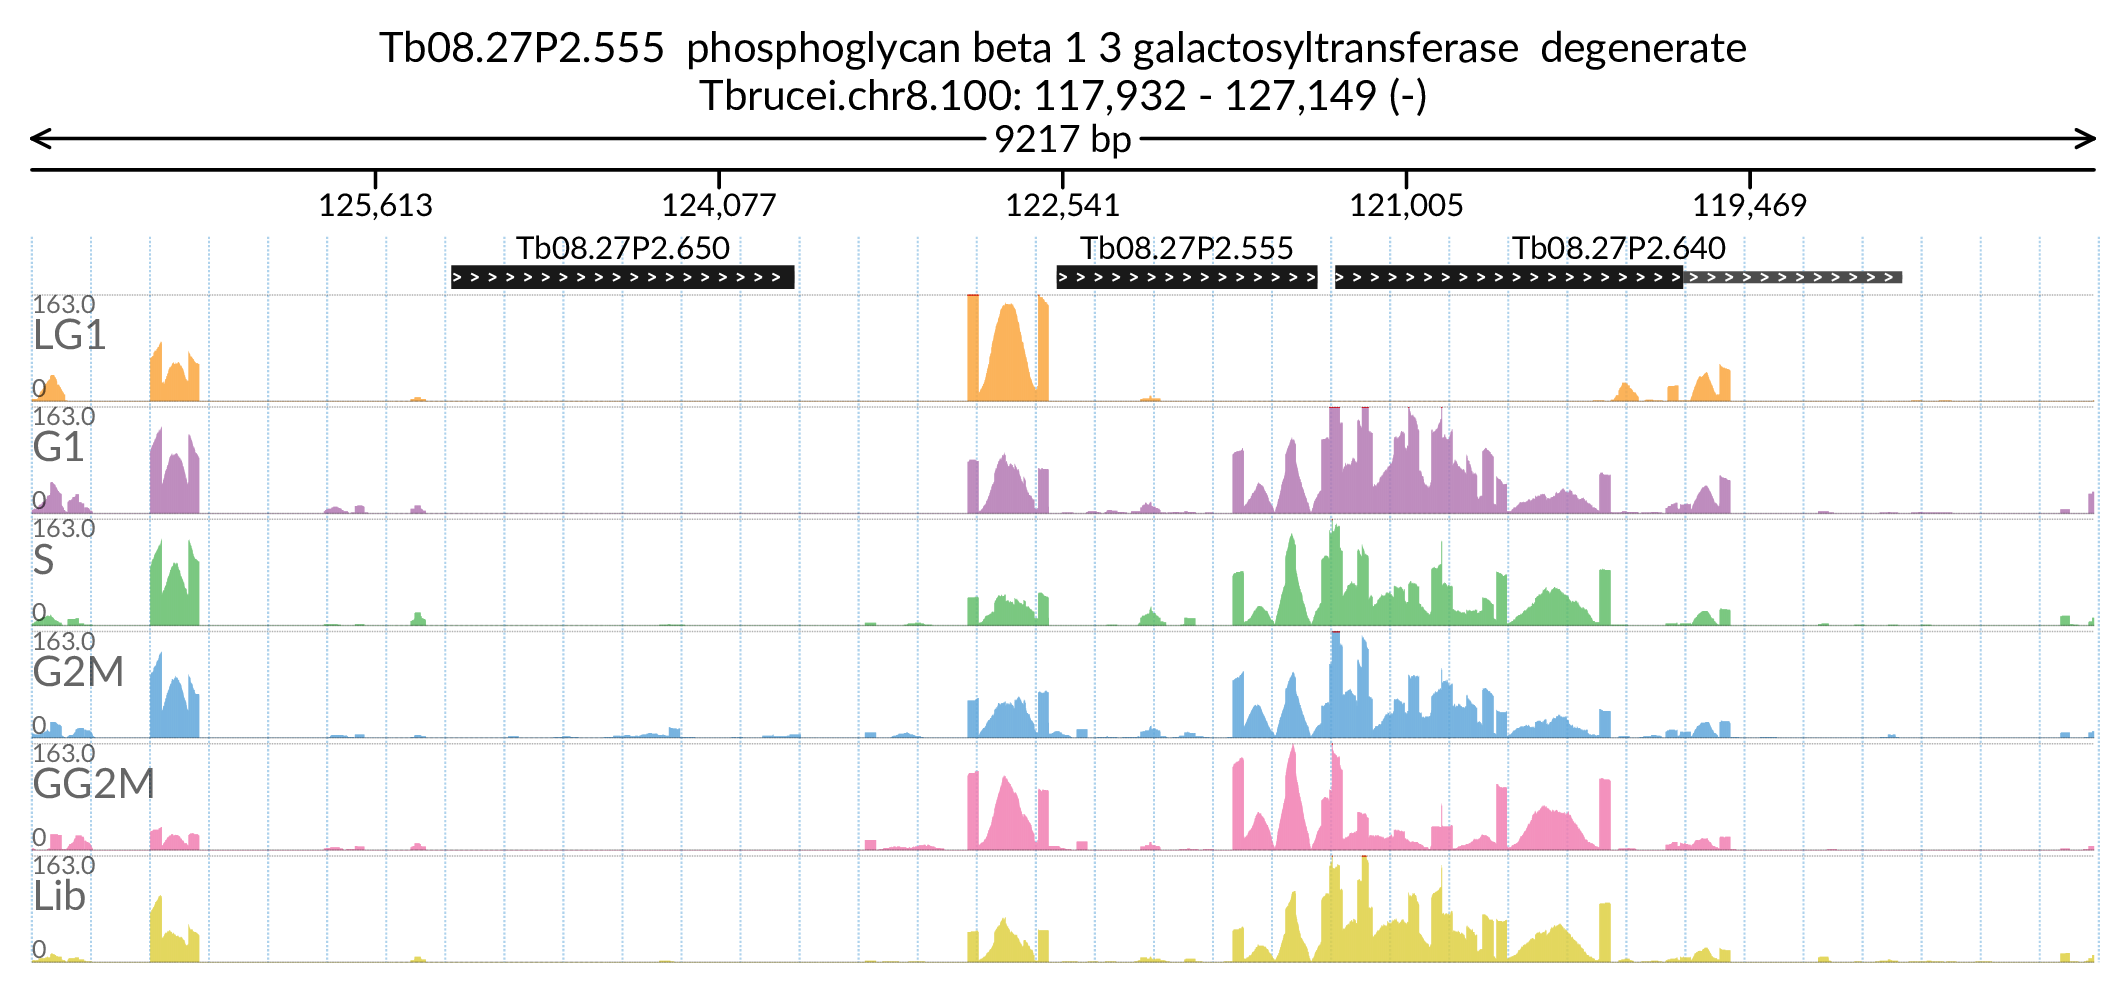 Tb08.27P2.555 phosphoglycan beta 1 3 galactosyltransferase degenerate
Tbrucei.chr8.100: 117,932 - 127,149 (-)
9217 bp
125,613 124,077 122,541 121,005 119,469
Tb08.27P2.650 Tb08.27P2.555 Tb08.27P2.640
163.0
LG1
0
163.0
G1
0
163.0
S
0
163.0
G2M
0
163.0
GG2M
0
163.0
Lib
0